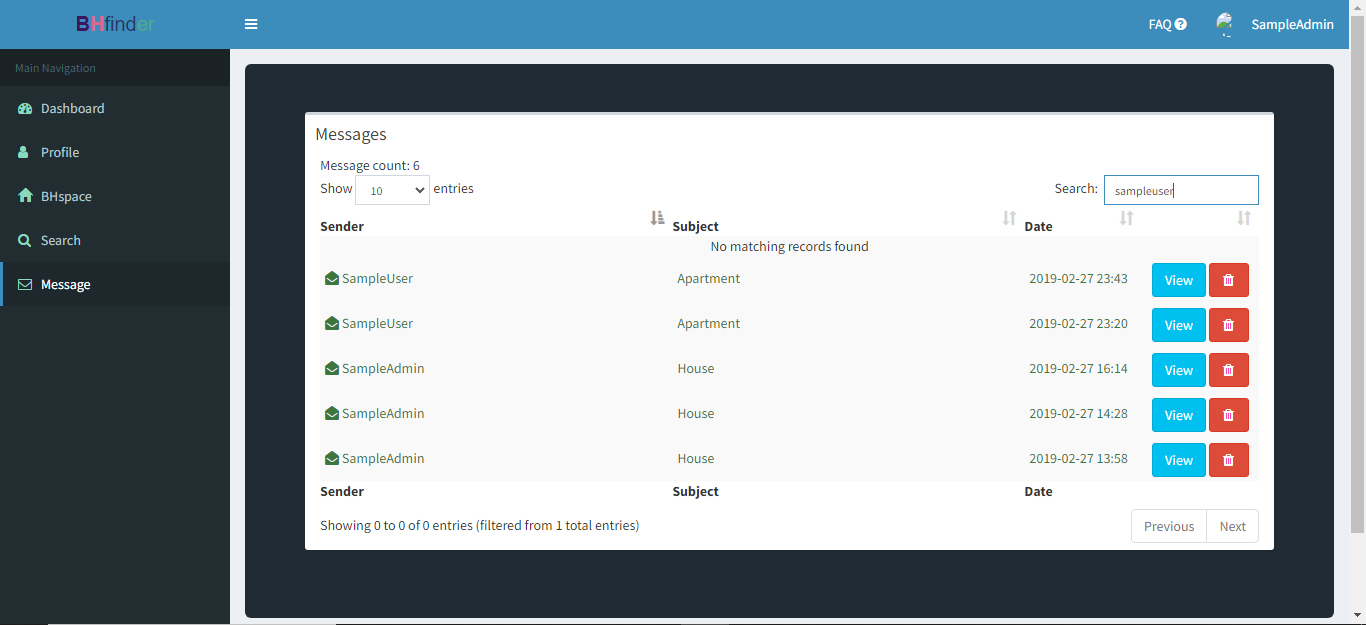 BHfinder
FAQ
SampleAdmin
Main Navigation
Dashboard
Profile
BHspace
Search
Message
Messages
Message count: 6
Show 10 entries
Search: sampleuser
Sender Subject Date
No matching records found
SampleUser Apartment 2019-02-27 23:43 View
SampleUser Apartment 2019-02-27 23:20 View
SampleAdmin House 2019-02-27 16:14 View
SampleAdmin House 2019-02-27 14:28 View
SampleAdmin House 2019-02-27 13:58 View
Sender Subject Date
Showing 0 to 0 of 0 entries (filtered from 1 total entries)
Previous Next